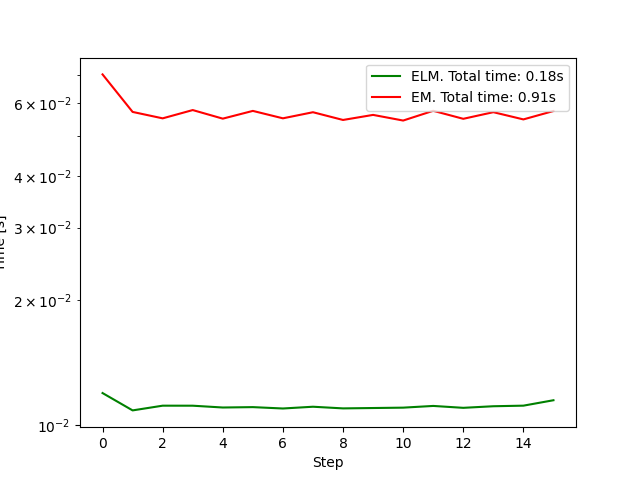 ELM. Total time: 0.18s
EM. Total time: 0.91s
6 × 10⁻²
4 × 10⁻²
3 × 10⁻²
2 × 10⁻²
10⁻²
0 2 4 6 8 10 12 14
Step